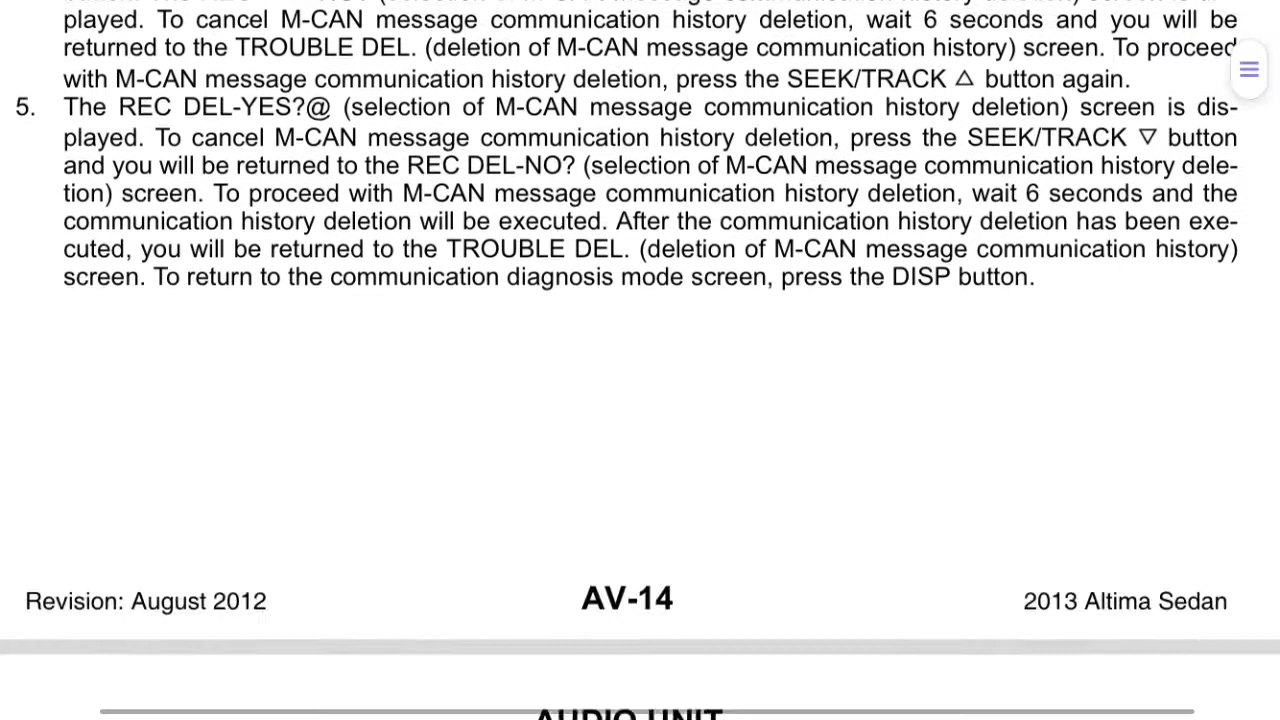 played. To cancel M-CAN message communication history deletion, wait 6 seconds and you will be
returned to the TROUBLE DEL. (deletion of M-CAN message communication history) screen. To proceed
with M-CAN message communication history deletion, press the SEEK/TRACK △ button again.
5. The REC DEL-YES?@ (selection of M-CAN message communication history deletion) screen is dis-
played. To cancel M-CAN message communication history deletion, press the SEEK/TRACK ▽ button
and you will be returned to the REC DEL-NO? (selection of M-CAN message communication history dele-
tion) screen. To proceed with M-CAN message communication history deletion, wait 6 seconds and the
communication history deletion will be executed. After the communication history deletion has been exe-
cuted, you will be returned to the TROUBLE DEL. (deletion of M-CAN message communication history)
screen. To return to the communication diagnosis mode screen, press the DISP button.
Revision: August 2012
AV-14
2013 Altima Sedan
AUDIO UNIT